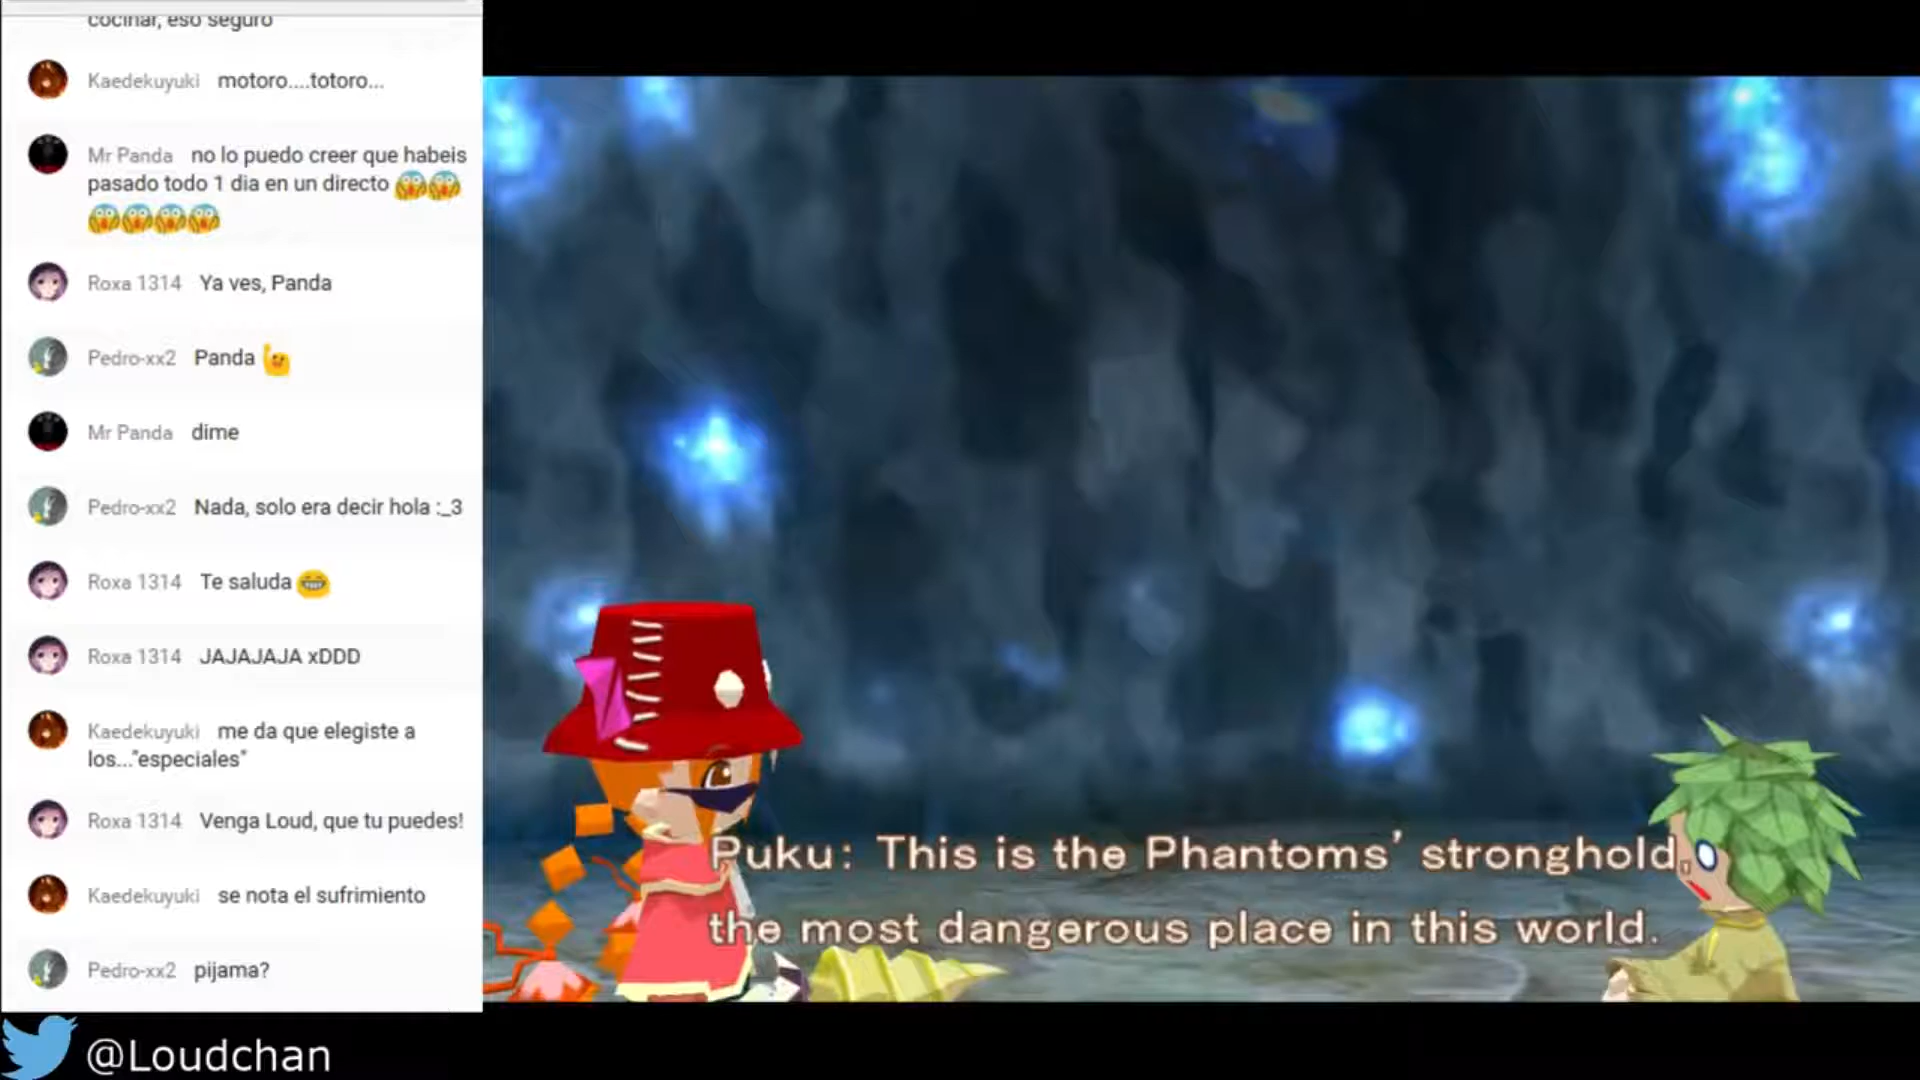 cocinar, eso seguro
Kaedekuyuki motoro....totoro...
Mr Panda no lo puedo creer que habeis
pasado todo 1 dia en un directo 😱😱
😱😱😱😱
Roxa 1314 Ya ves, Panda
Pedro-xx2 Panda
Mr Panda dime
Pedro-xx2 Nada, solo era decir hola :_3
Roxa 1314 Te saluda 😂
Roxa 1314 JAJAJAJA xDDD
Kaedekuyuki me da que elegiste a
los..."especiales"
Roxa 1314 Venga Loud, que tu puedes!
Kaedekuyuki se nota el sufrimiento
Pedro-xx2 pijama?
@Loudchan
Puku: This is the Phantoms' stronghold,
the most dangerous place in this world.